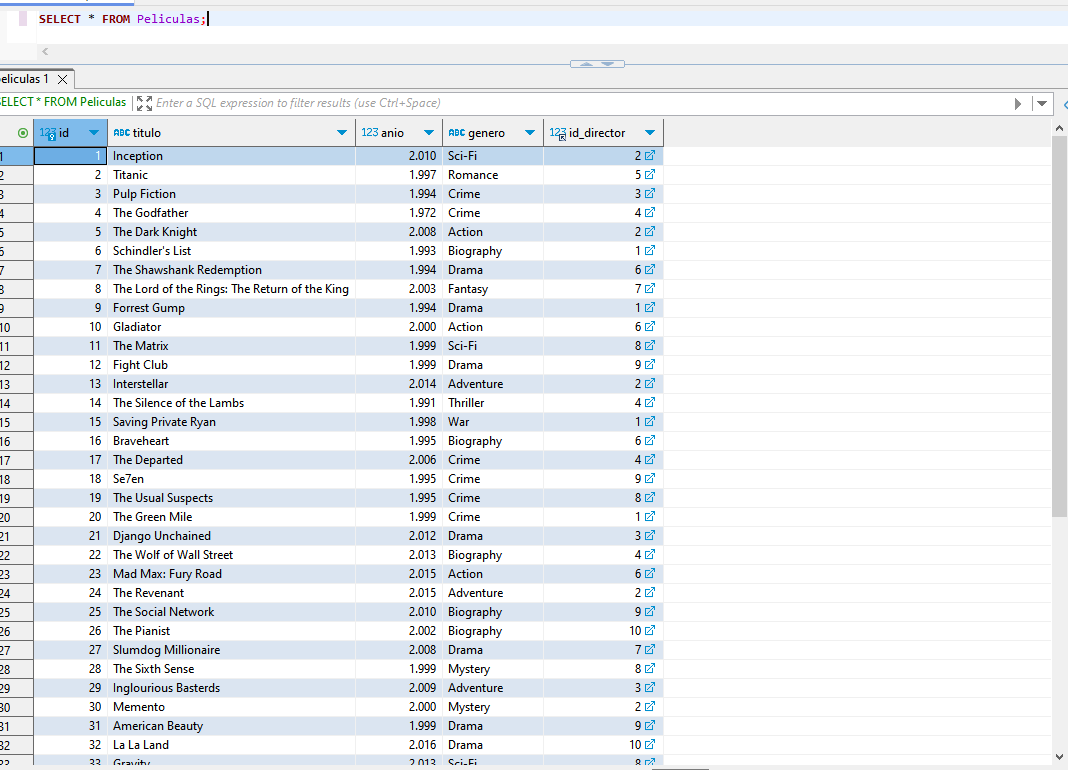 SELECT * FROM Peliculas;
eliculas 1
ELECT * FROM Peliculas Enter a SQL expression to filter results (use Ctrl+Space)
123 id ABC titulo 123 anio ABC genero 123 id_director
1 1 Inception 2.010 Sci-Fi 2
2 2 Titanic 1.997 Romance 5
3 3 Pulp Fiction 1.994 Crime 3
4 4 The Godfather 1.972 Crime 4
5 5 The Dark Knight 2.008 Action 2
6 6 Schindler's List 1.993 Biography 1
7 7 The Shawshank Redemption 1.994 Drama 6
8 8 The Lord of the Rings: The Return of the King 2.003 Fantasy 7
9 9 Forrest Gump 1.994 Drama 1
10 10 Gladiator 2.000 Action 6
11 11 The Matrix 1.999 Sci-Fi 8
12 12 Fight Club 1.999 Drama 9
13 13 Interstellar 2.014 Adventure 2
14 14 The Silence of the Lambs 1.991 Thriller 4
15 15 Saving Private Ryan 1.998 War 1
16 16 Braveheart 1.995 Biography 6
17 17 The Departed 2.006 Crime 4
18 18 Se7en 1.995 Crime 9
19 19 The Usual Suspects 1.995 Crime 8
20 20 The Green Mile 1.999 Crime 1
21 21 Django Unchained 2.012 Drama 3
22 22 The Wolf of Wall Street 2.013 Biography 4
23 23 Mad Max: Fury Road 2.015 Action 6
24 24 The Revenant 2.015 Adventure 2
25 25 The Social Network 2.010 Biography 9
26 26 The Pianist 2.002 Biography 10
27 27 Slumdog Millionaire 2.008 Drama 7
28 28 The Sixth Sense 1.999 Mystery 8
29 29 Inglourious Basterds 2.009 Adventure 3
30 30 Memento 2.000 Mystery 2
31 31 American Beauty 1.999 Drama 9
32 32 La La Land 2.016 Drama 10
33 33 Gravity 2.013 Sci-Fi 8